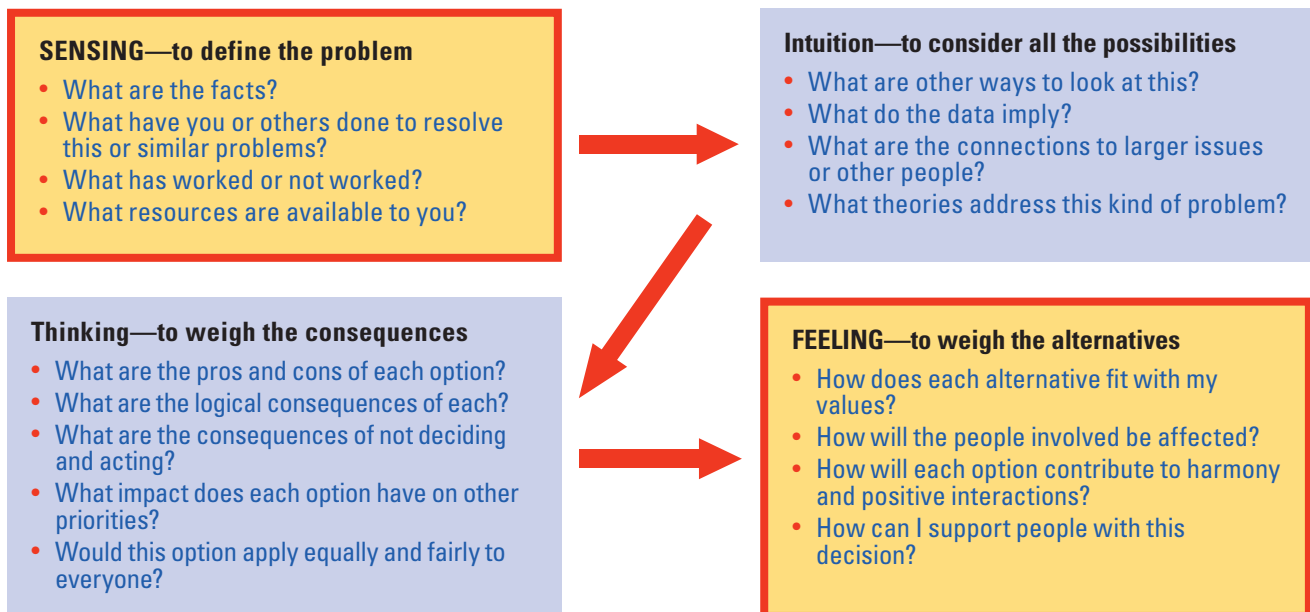 SENSING—to define the problem
• What are the facts?
• What have you or others done to resolve
this or similar problems?
• What has worked or not worked?
• What resources are available to you?
Intuition—to consider all the possibilities
• What are other ways to look at this?
• What do the data imply?
• What are the connections to larger issues
or other people?
• What theories address this kind of problem?
Thinking—to weigh the consequences
• What are the pros and cons of each option?
• What are the logical consequences of each?
• What are the consequences of not deciding
and acting?
• What impact does each option have on other
priorities?
• Would this option apply equally and fairly to
everyone?
FEELING—to weigh the alternatives
• How does each alternative fit with my
values?
• How will the people involved be affected?
• How will each option contribute to harmony
and positive interactions?
• How can I support people with this
decision?